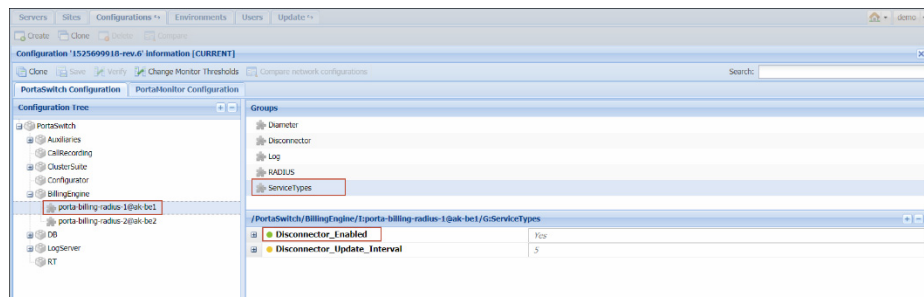 Servers Sites Configurations Environments Users Update demo
Create Clone Delete Compare
Configuration '1525699918-rev.6' information [CURRENT]
Clone Save Verify Change Monitor Thresholds Compare network configurations Search:
PortaSwitch Configuration PortaMonitor Configuration
Configuration Tree
PortaSwitch
Auxiliaries
CallRecording
ClusterSuite
Configurator
BillingEngine
porta-billing-radius-1@ak-be1
porta-billing-radius-2@ak-be2
DB
LogServer
RT
Groups
Diameter
Disconnector
Log
RADIUS
ServiceTypes
/PortaSwitch/BillingEngine/I:porta-billing-radius-1@ak-be1/G:ServiceTypes
Disconnector_Enabled Yes
Disconnector_Update_Interval 5